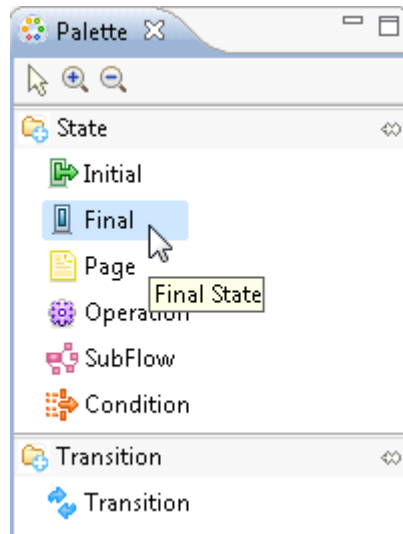 Palette
State
Initial
Final
Page
Final State
Operation
SubFlow
Condition
Transition
Transition